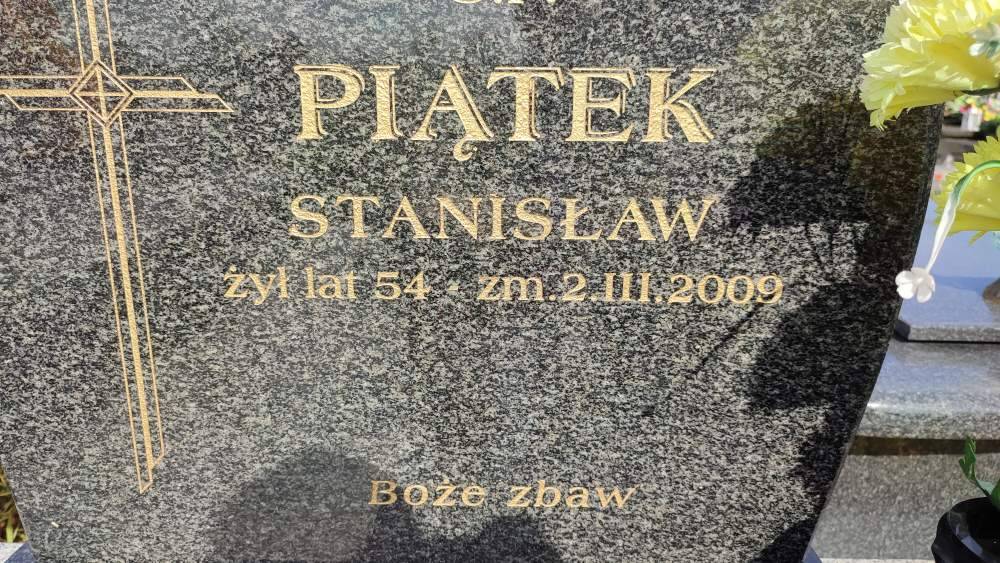 PIĄTEK
STANISŁAW
żył lat 54 - zm.2.III.2009
Boże zbaw